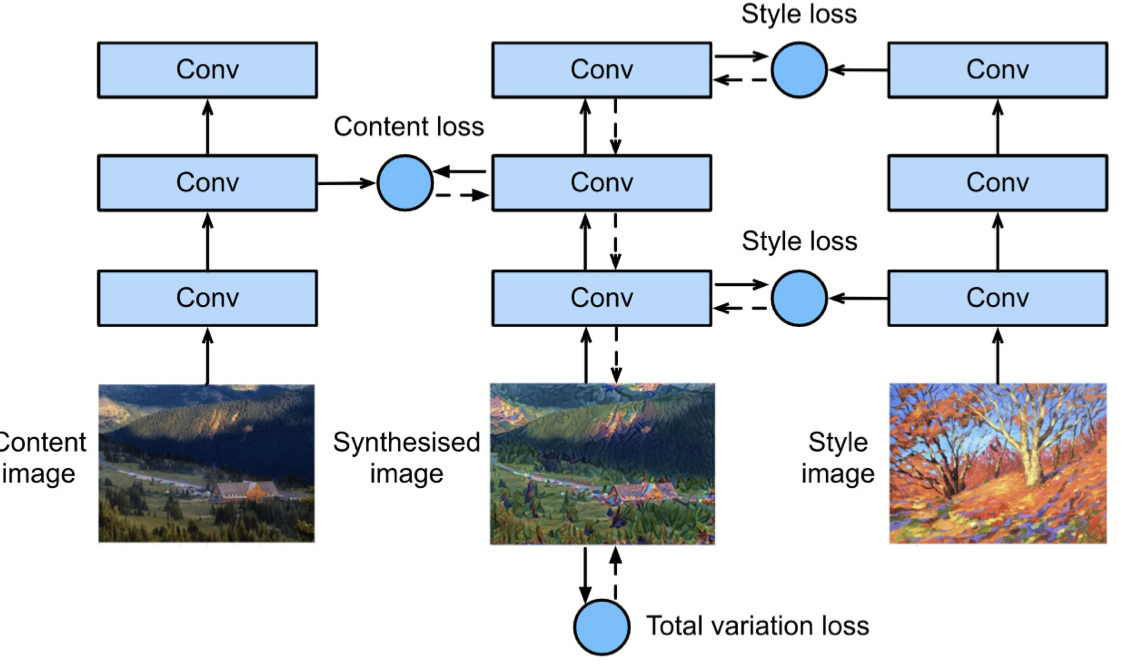 Style loss
Conv
Conv
Conv
Content loss
Conv
Conv
Conv
Style loss
Conv
Conv
Conv
Content
image
Synthesised
image
Style
image
Total variation loss